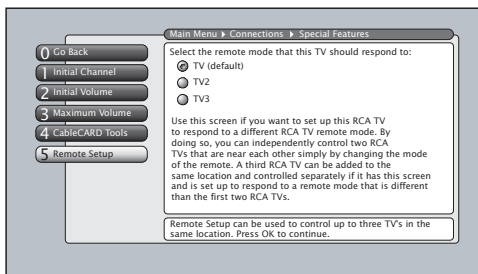 Main Menu ▸ Connections ▸ Special Features
0 Go Back
1 Initial Channel
2 Initial Volume
3 Maximum Volume
4 CableCARD Tools
5 Remote Setup
Select the remote mode that this TV should respond to:
TV (default)
TV2
TV3
Use this screen if you want to set up this RCA TV
to respond to a different RCA TV remote mode. By
doing so, you can independently control two RCA
TVs that are near each other simply by changing the mode
of the remote. A third RCA TV can be added to the
same location and controlled separately if it has this screen
and is set up to respond to a remote mode that is different
than the first two RCA TVs.
Remote Setup can be used to control up to three TV's in the
same location. Press OK to continue.